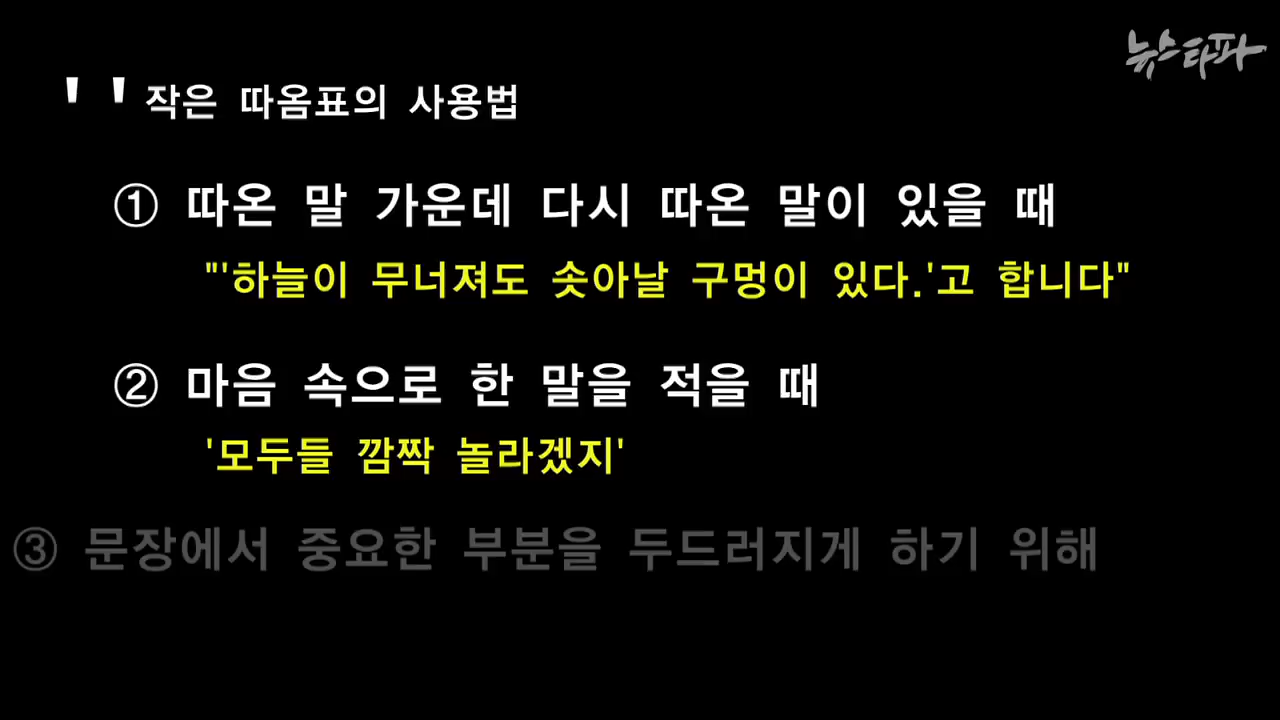 뉴스타파
' ' 작은 따옴표의 사용법
① 따온 말 가운데 다시 따온 말이 있을 때
"'하늘이 무너져도 솟아날 구멍이 있다.'고 합니다"
② 마음 속으로 한 말을 적을 때
'모두들 깜짝 놀라겠지'
③ 문장에서 중요한 부분을 두드러지게 하기 위해